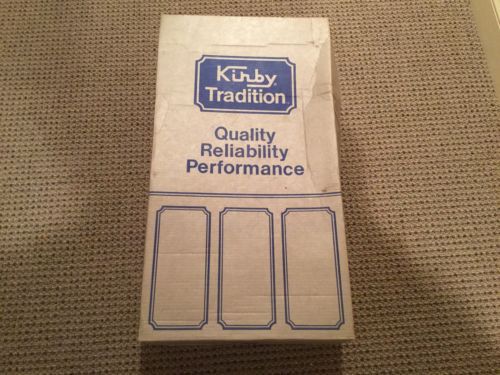 Kirby
Tradition
Quality
Reliability
Performance